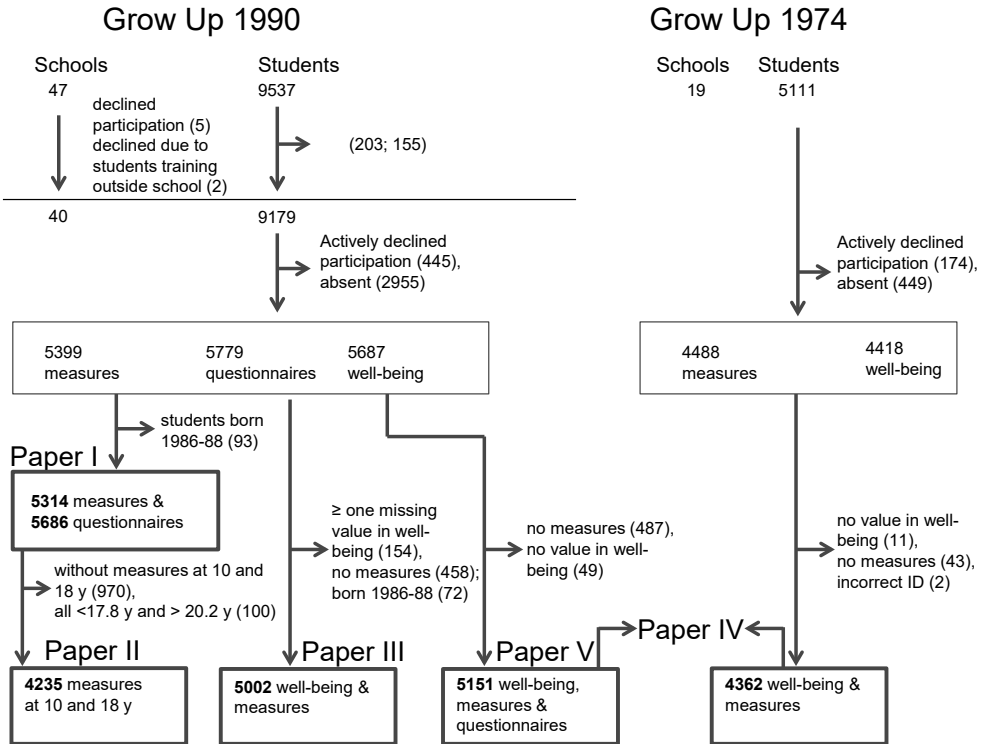 Grow Up 1990
Schools
47
Students
9537
declined
participation (5)
declined due to
students training
outside school (2)
(203; 155)
40
9179
Actively declined
participation (445),
absent (2955)
5399
measures
5779
questionnaires
5687
well-being
students born
1986-88 (93)
Paper I
5314 measures &
5686 questionnaires
without measures at 10 and
18 y (970),
all <17.8 y and > 20.2 y (100)
Paper II
4235 measures
at 10 and 18 y
≥ one missing
value in well-
being (154),
no measures (458);
born 1986-88 (72)
Paper III
5002 well-being &
measures
no measures (487),
no value in well-
being (49)
Paper V
5151 well-being,
measures &
questionnaires
Paper IV
Grow Up 1974
Schools
19
Students
5111
Actively declined
participation (174),
absent (449)
4488
measures
4418
well-being
no value in well-
being (11),
no measures (43),
incorrect ID (2)
4362 well-being &
measures